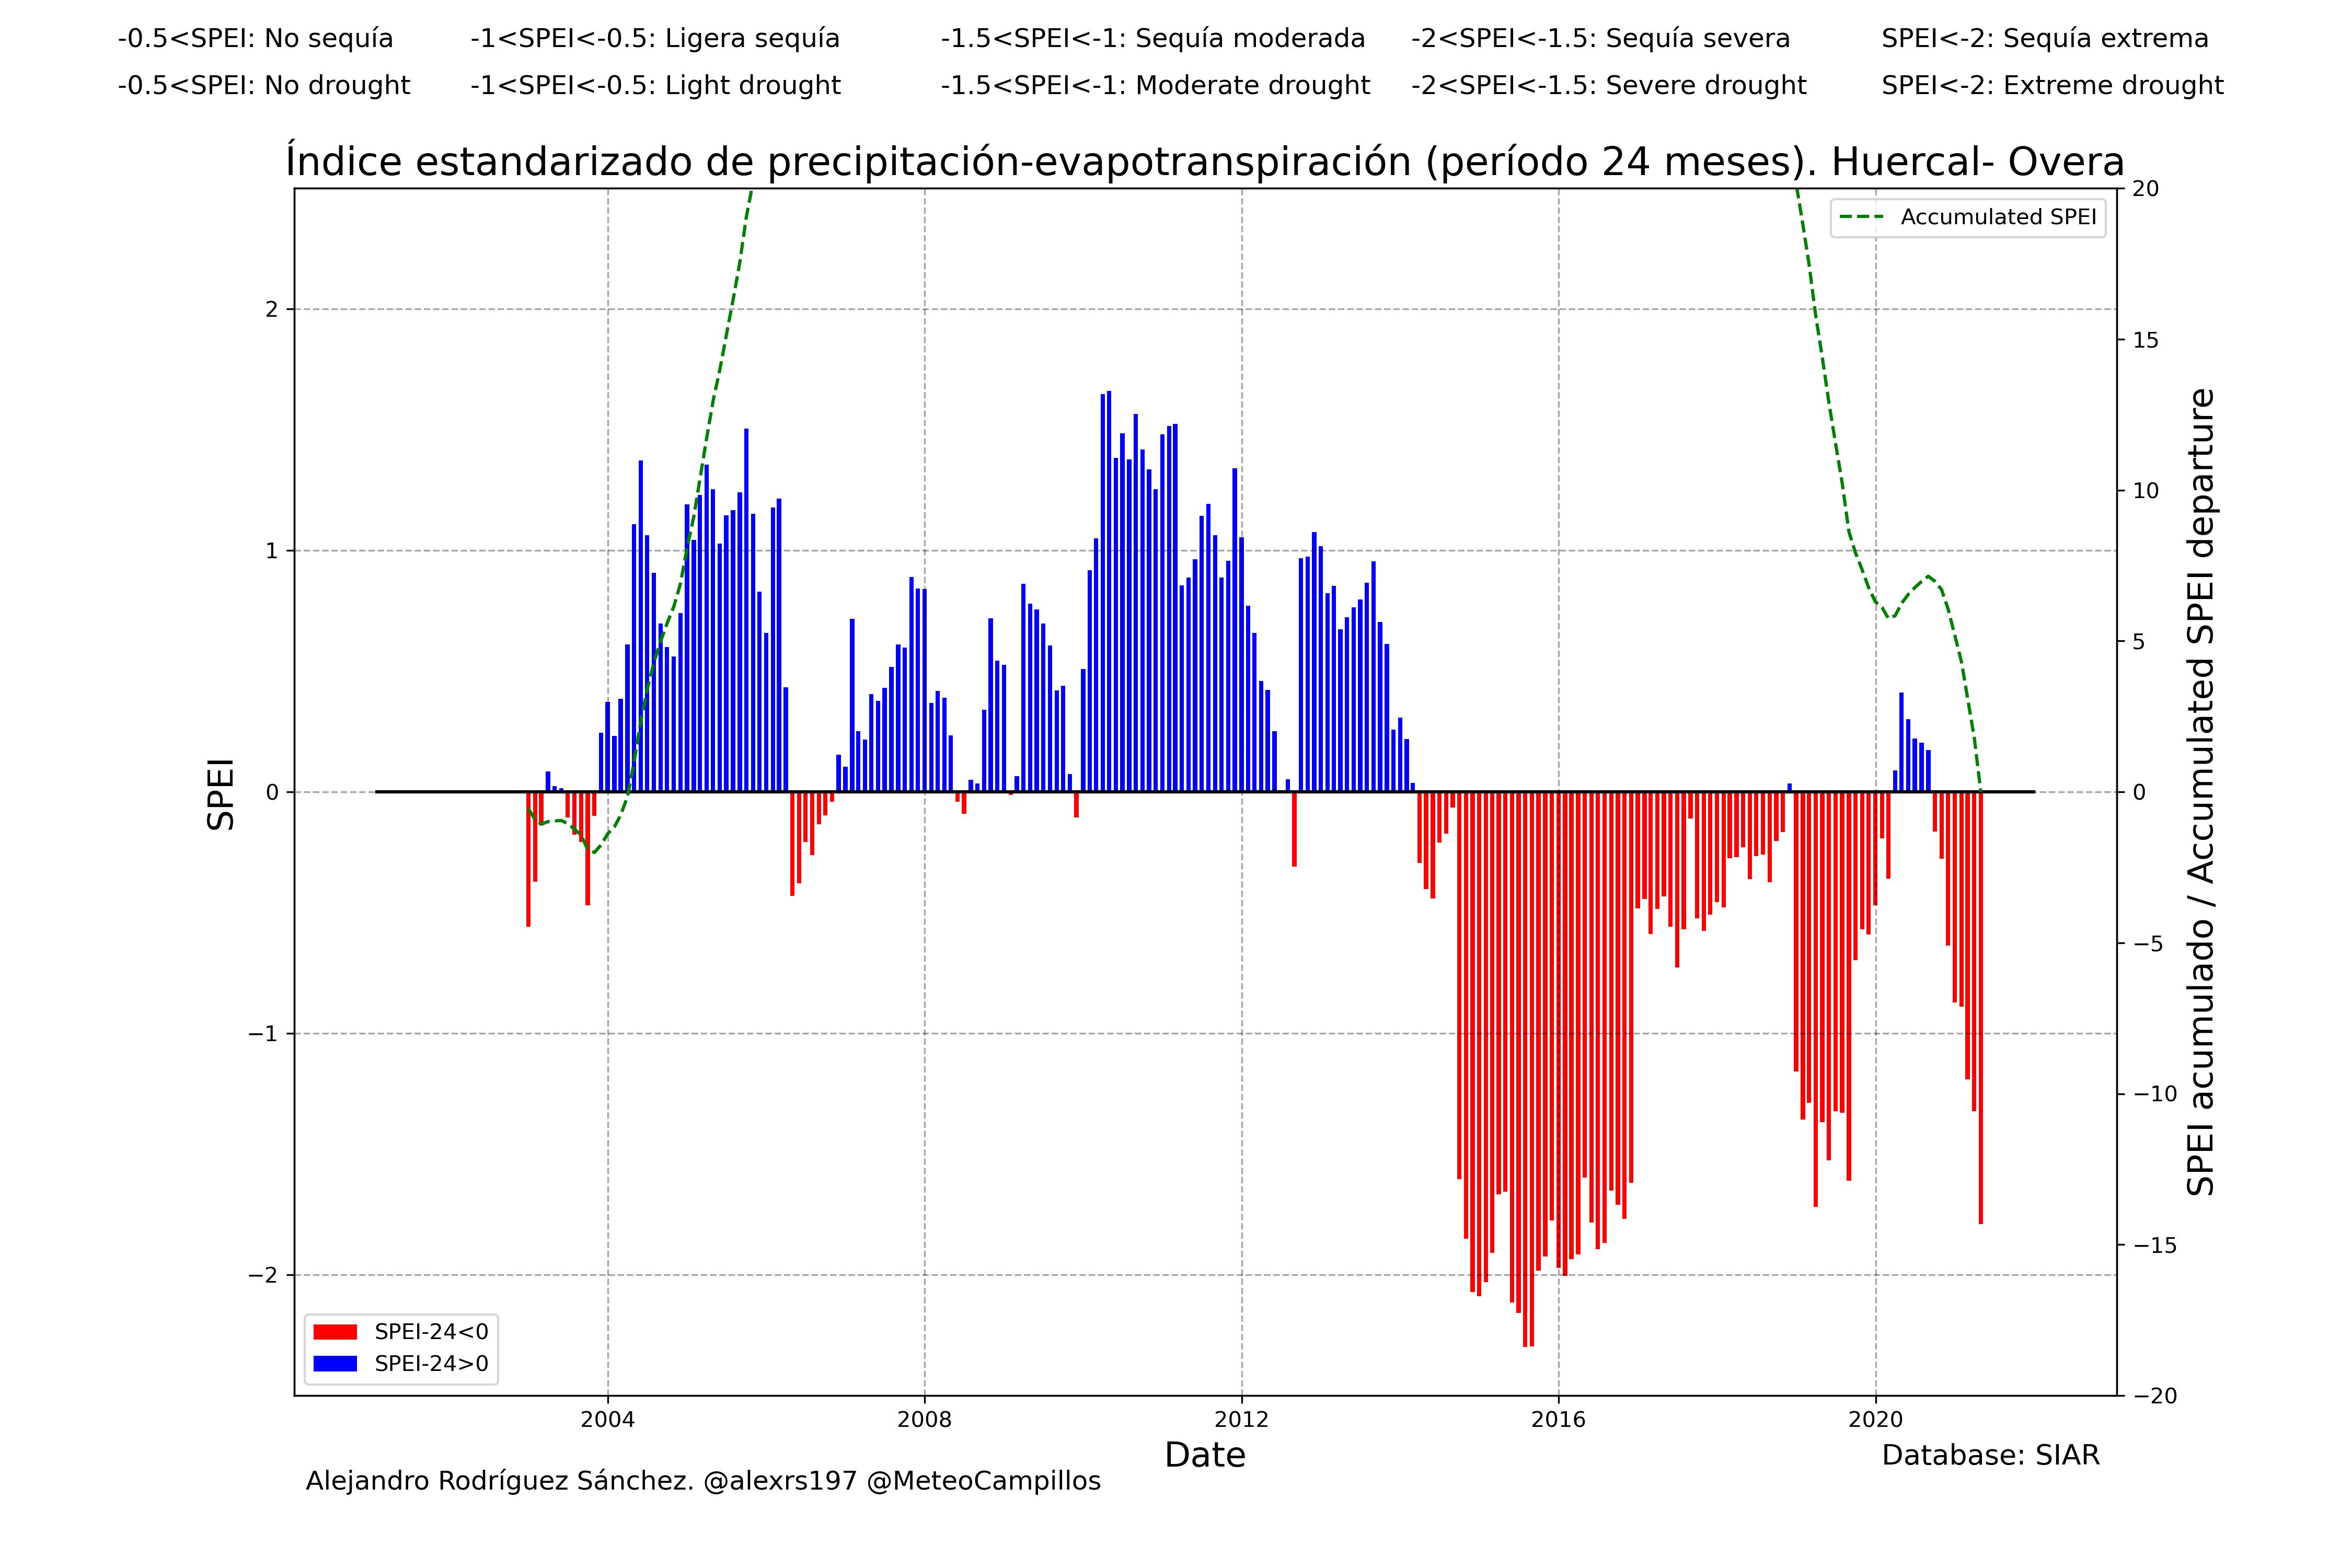 -0.5<SPEI: No sequía -1<SPEI<-0.5: Ligera sequía -1.5<SPEI<-1: Sequía moderada -2<SPEI<-1.5: Sequía severa SPEI<-2: Sequía extrema
-0.5<SPEI: No drought -1<SPEI<-0.5: Light drought -1.5<SPEI<-1: Moderate drought -2<SPEI<-1.5: Severe drought SPEI<-2: Extreme drought
Índice estandarizado de precipitación-evapotranspiración (período 24 meses). Huercal- Overa
Accumulated SPEI
SPEI
2
1
0
−1
−2
20
15
10
5
0
−5
−10
−15
−20
SPEI acumulado / Accumulated SPEI departure
SPEI-24<0
SPEI-24>0
2004 2008 2012 2016 2020
Date
Database: SIAR
Alejandro Rodríguez Sánchez. @alexrs197 @MeteoCampillos